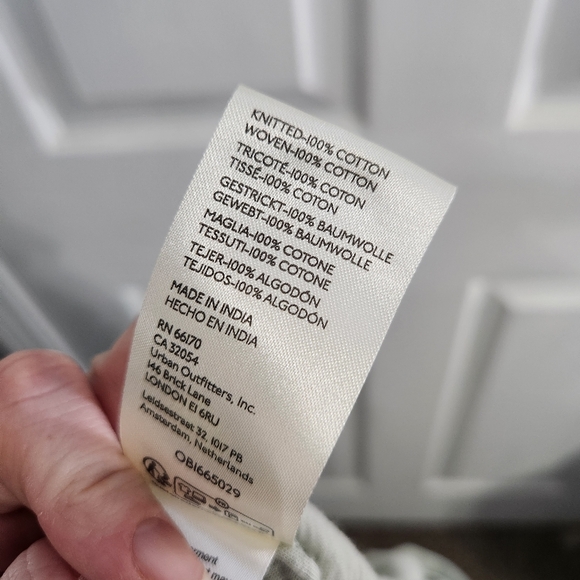 KNITTED-100% COTTON
WOVEN-100% COTTON
TRICOTÉ-100% COTON
TISSÉ-100% COTON
GESTRICKT-100% BAUMWOLLE
GEWEBT-100% BAUMWOLLE
MAGLIA-100% COTONE
TESSUTI-100% COTONE
TEJER-100% ALGODÓN
TEJIDOS-100% ALGODÓN
MADE IN INDIA
HECHO EN INDIA
RN 66170
CA 32054
Urban Outfitters, Inc.
146 Brick Lane
LONDON E1 6RU
Leidsestraat 32, 1017 PB
Amsterdam, Netherlands
OB1665029